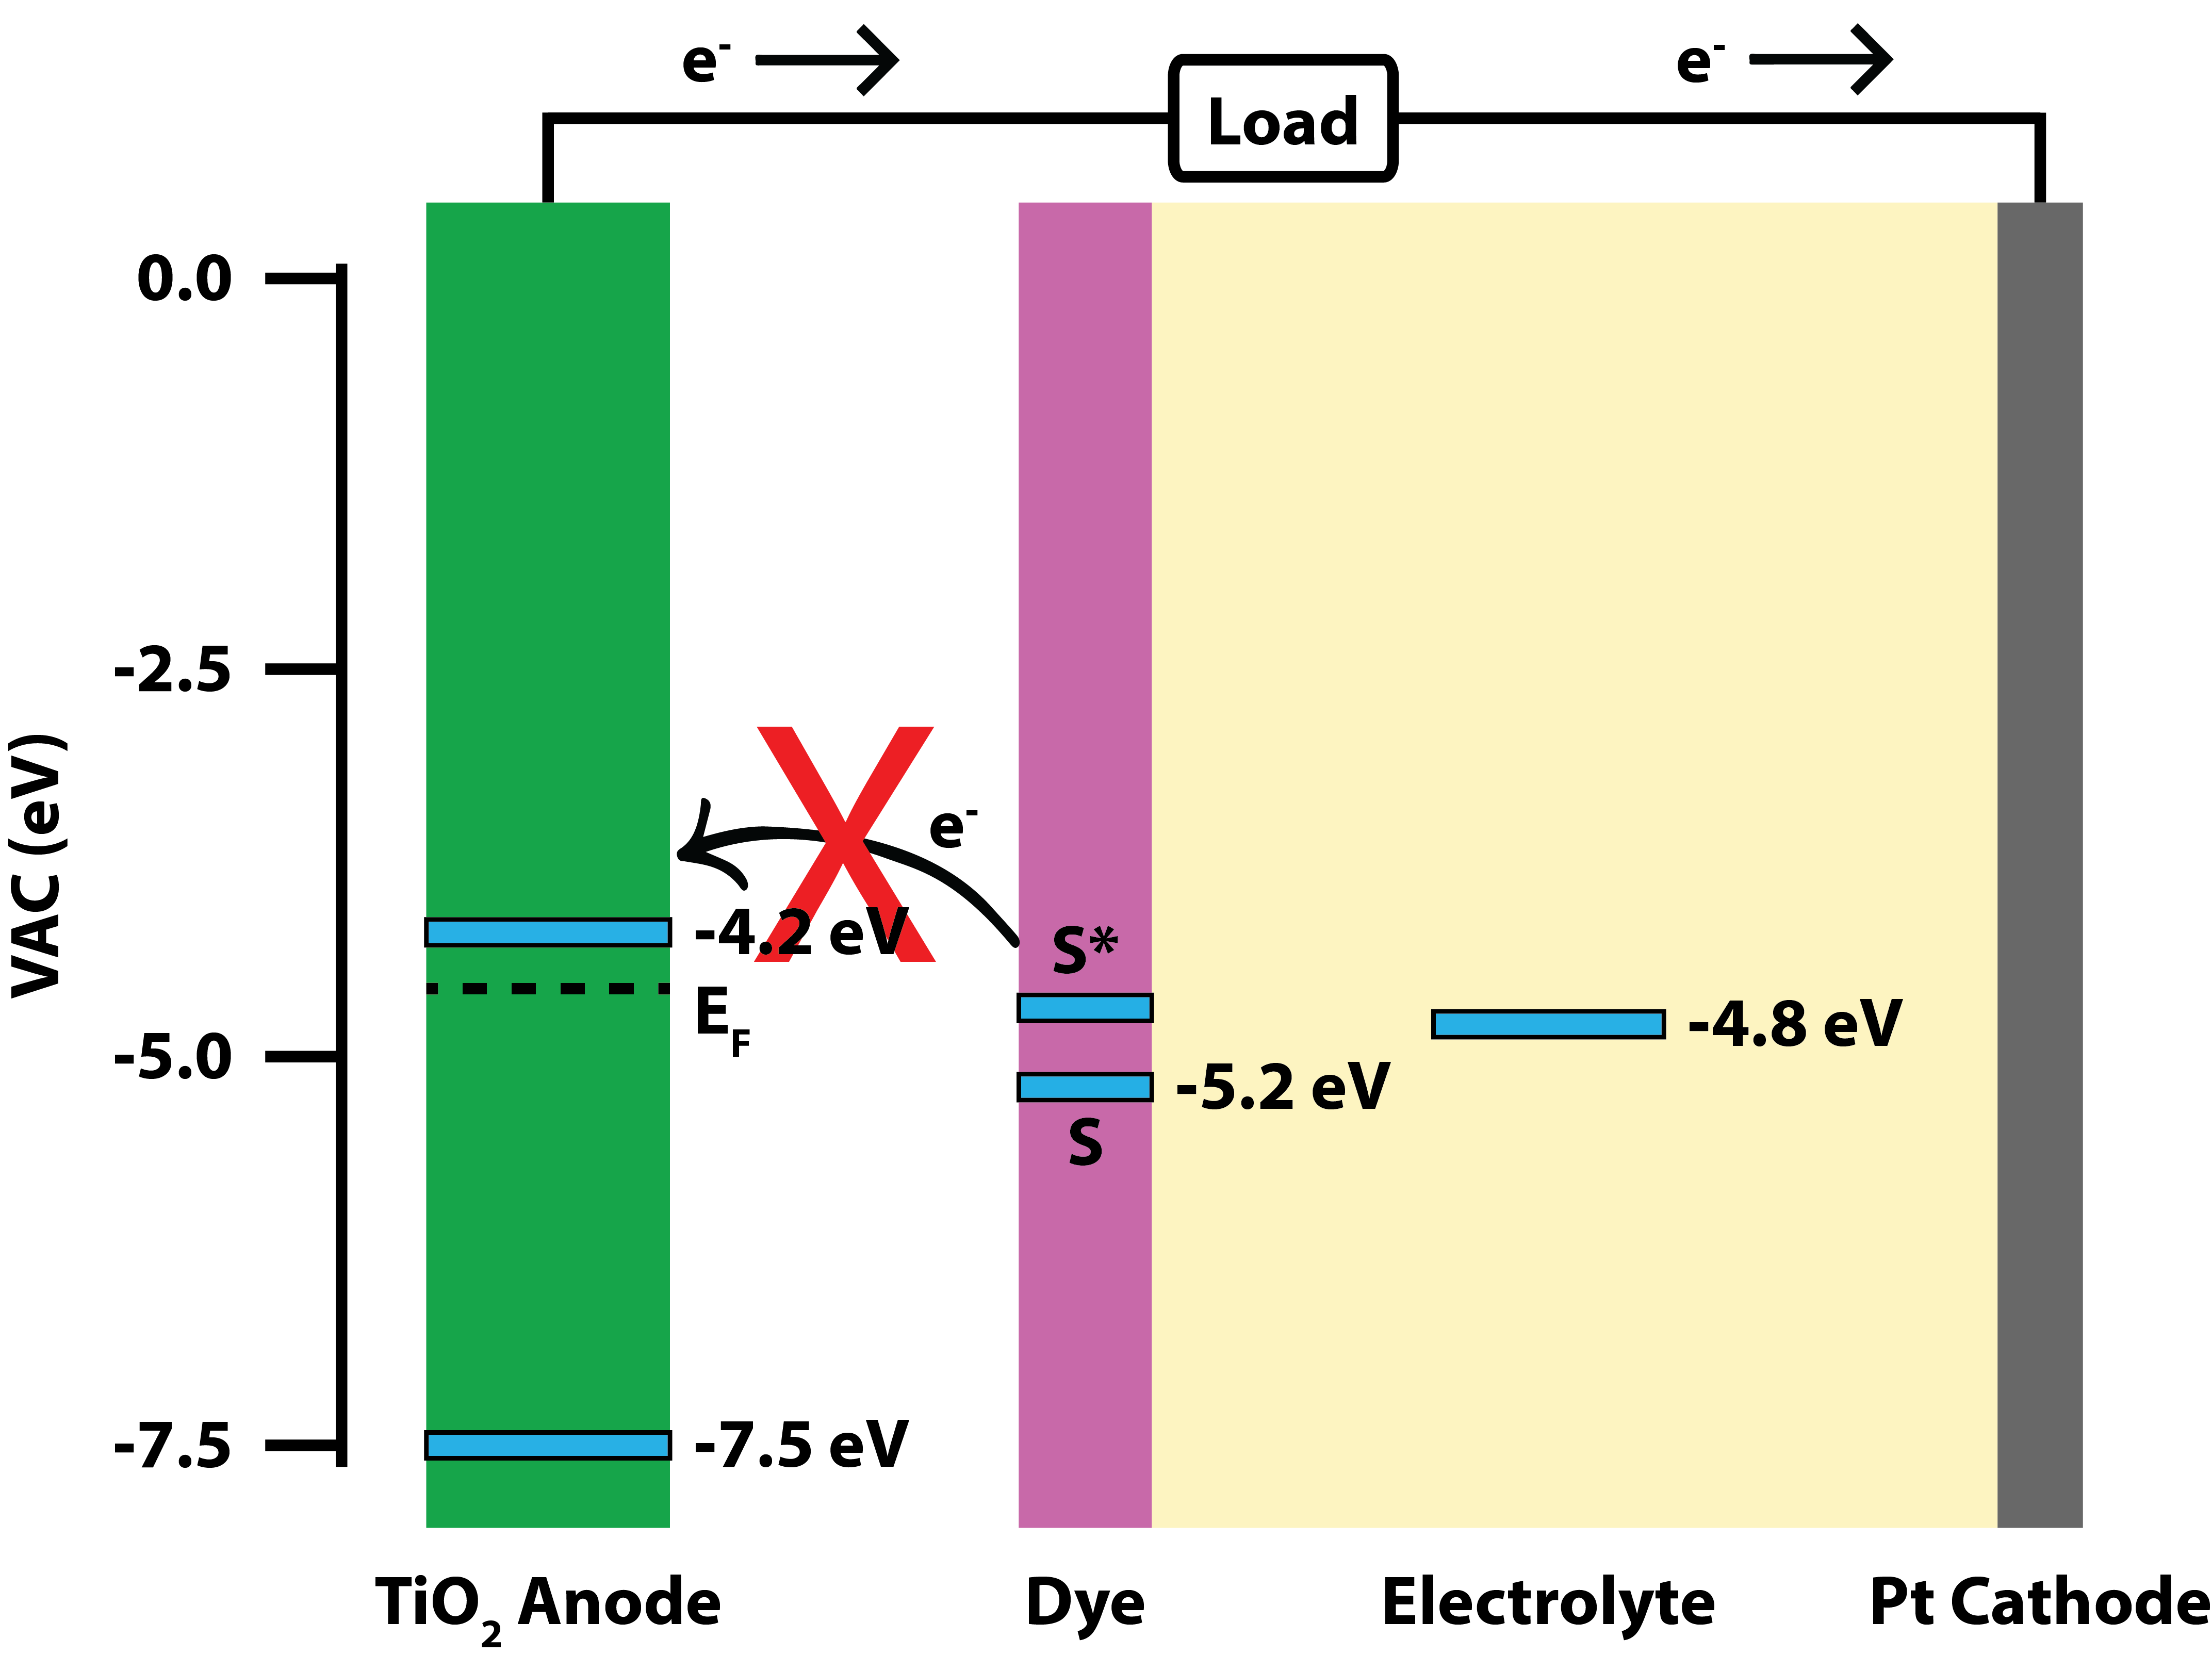 e⁻
e⁻
Load
0.0
-2.5
-5.0
-7.5
VAC (eV)
-4.2 eV
E_F
-7.5 eV
e⁻
S*
-5.2 eV
S
-4.8 eV
TiO₂ Anode
Dye
Electrolyte
Pt Cathode